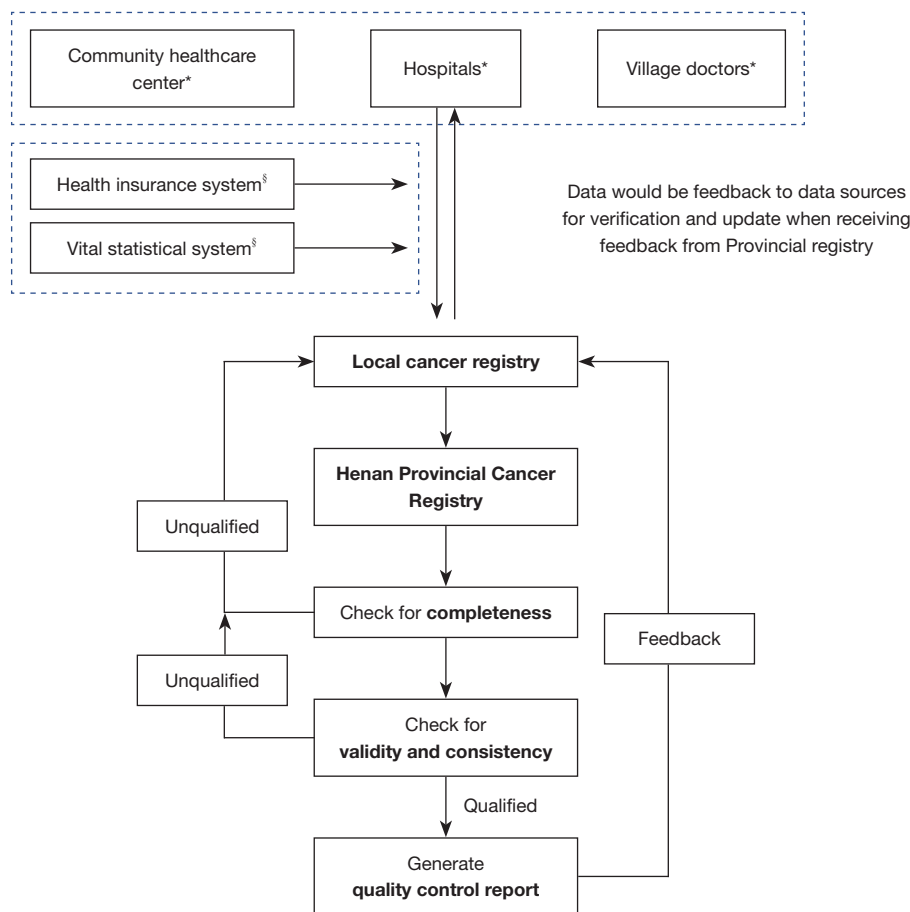 Community healthcare
center*
Hospitals*
Village doctors*
Health insurance system§
Vital statistical system§
Data would be feedback to data sources
for verification and update when receiving
feedback from Provincial registry
Local cancer registry
Henan Provincial Cancer
Registry
Unqualified
Check for completeness
Feedback
Unqualified
Check for
validity and consistency
Qualified
Generate
quality control report